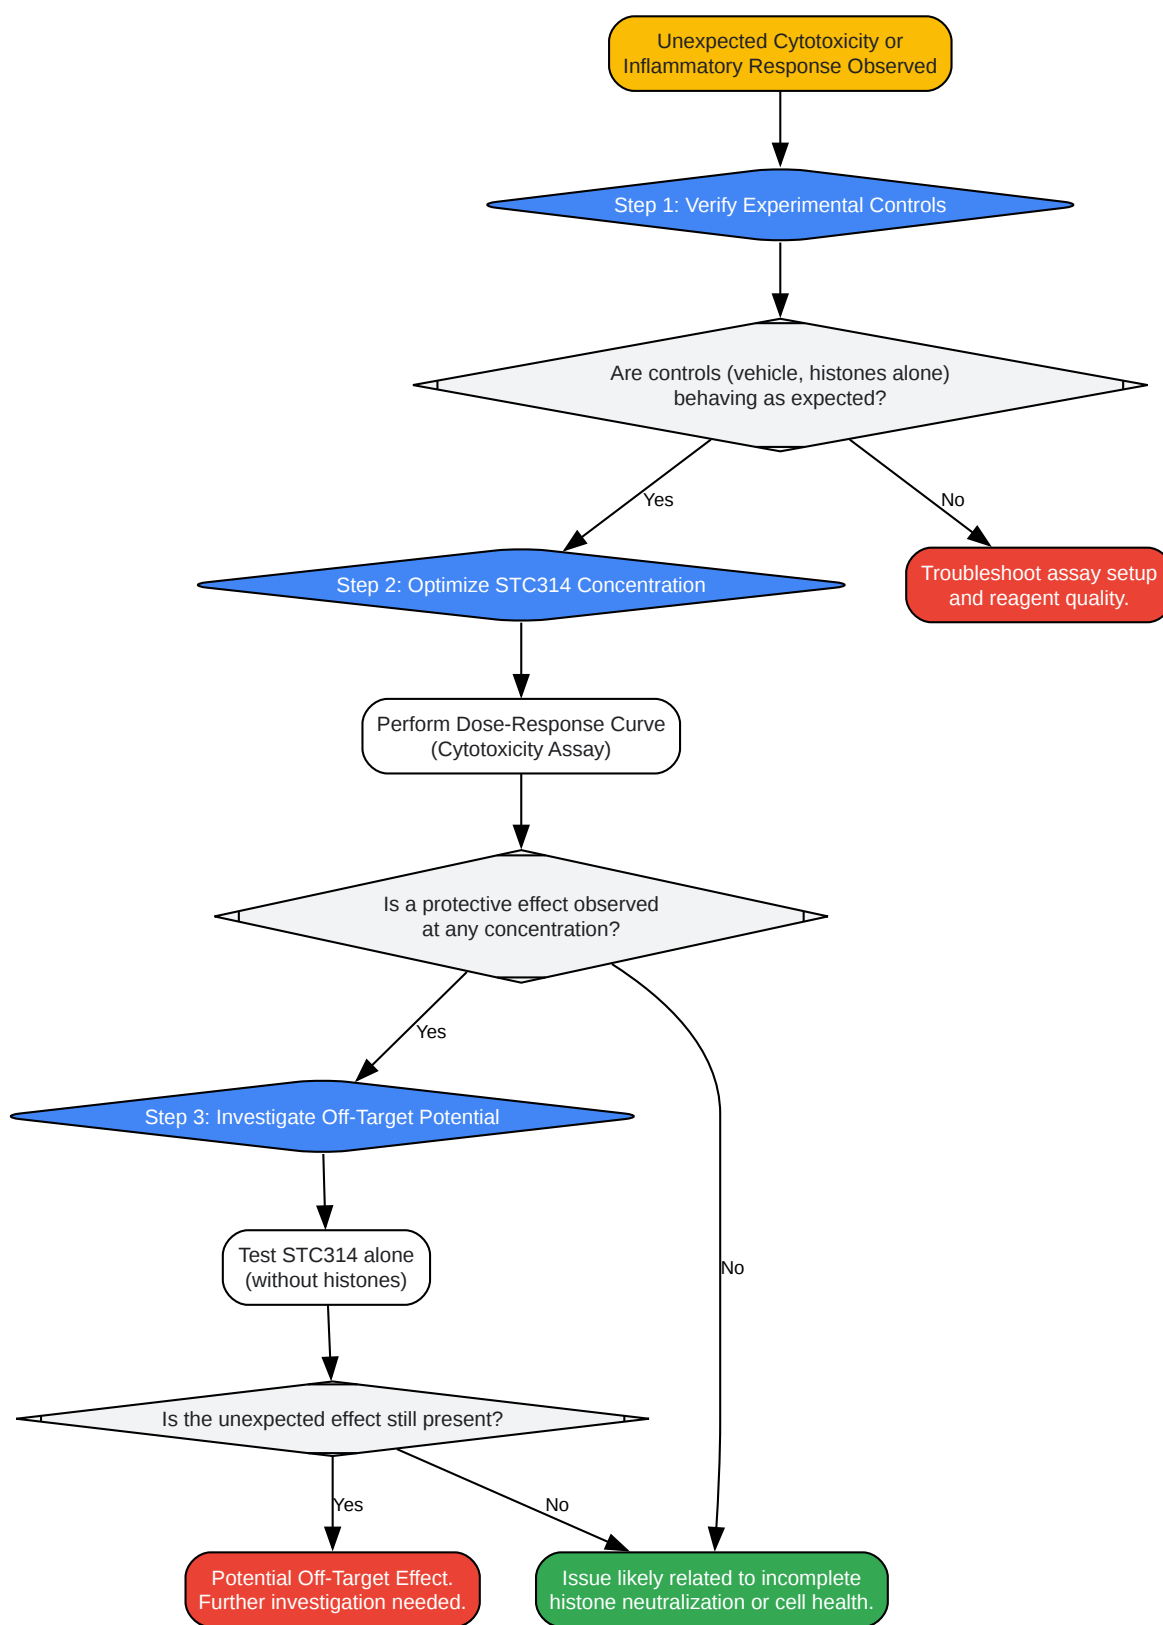 Unexpected Cytotoxicity or
Inflammatory Response Observed
Step 1: Verify Experimental Controls
Are controls (vehicle, histones alone)
behaving as expected?
Yes
No
Step 2: Optimize STC314 Concentration
Troubleshoot assay setup
and reagent quality.
Perform Dose-Response Curve
(Cytotoxicity Assay)
Is a protective effect observed
at any concentration?
Yes
Step 3: Investigate Off-Target Potential
Test STC314 alone
(without histones)
No
Is the unexpected effect still present?
Yes
No
Potential Off-Target Effect.
Further investigation needed.
Issue likely related to incomplete
histone neutralization or cell health.